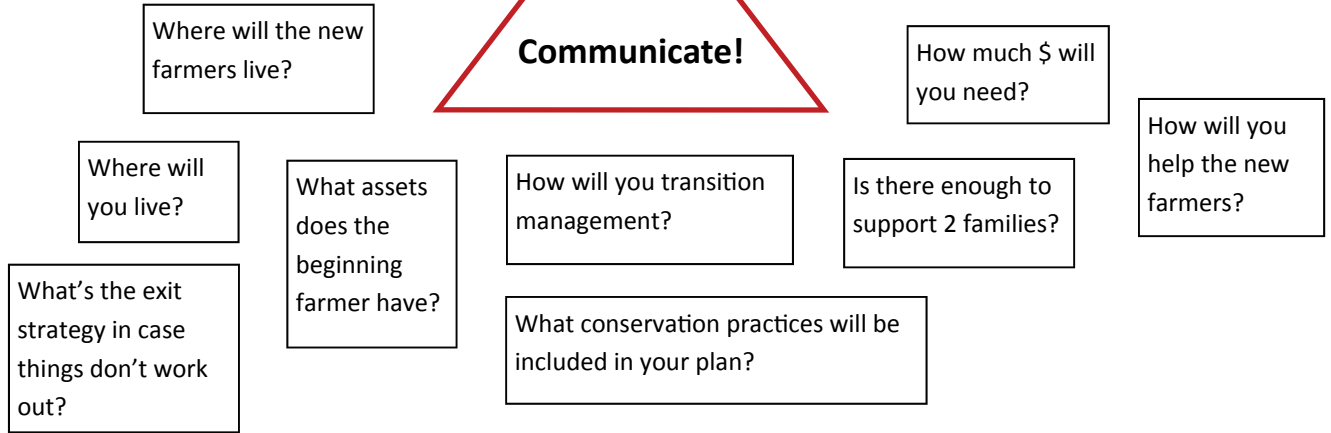 Where will the new
farmers live?
Communicate!
How much $ will
you need?
How will you
help the new
farmers?
Where will
you live?
What assets
does the
beginning
farmer have?
How will you transition
management?
Is there enough to
support 2 families?
What's the exit
strategy in case
things don't work
out?
What conservation practices will be
included in your plan?